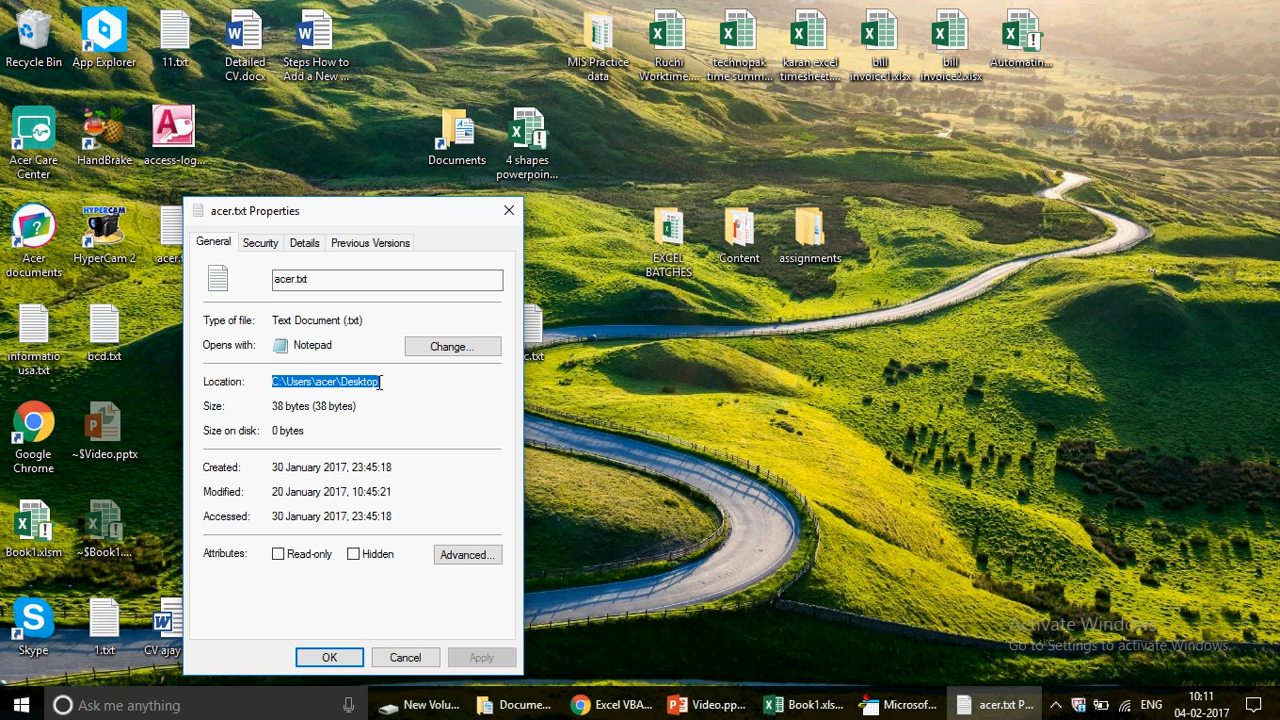 Recycle Bin
App Explorer
11.txt
Detailed
CV.docx
Steps How to
Add a New ...
MIS Practice
data
Ruchi
Worktime...
technopak
time summ...
karan excel
timesheet....
bill
invoice1.xlsx
bill
invoice2.xlsx
Automatin...
Acer Care
Center
HandBrake
access-log...
Documents
4 shapes
powerpoin...
Acer
documents
HyperCam 2
EXCEL
BATCHES
Content
assignments
informatio
usa.txt
bcd.txt
c.txt
Google
Chrome
~$Video.pptx
Book1.xlsm
~$Book1....
Skype
1.txt
CV ajay
acer.txt Properties
General
Security
Details
Previous Versions
acer.txt
Type of file: Text Document (.txt)
Opens with: Notepad
Change...
Location: C:\Users\acer\Desktop
Size: 38 bytes (38 bytes)
Size on disk: 0 bytes
Created: 30 January 2017, 23:45:18
Modified: 20 January 2017, 10:45:21
Accessed: 30 January 2017, 23:45:18
Attributes: Read-only Hidden Advanced...
OK Cancel Apply
Activate Windows
Go to Settings to activate Windows.
Ask me anything
New Volu...
Docume...
Excel VBA...
Video.pp...
Book1.xls...
Microsof...
acer.txt P...
ENG
10:11
04-02-2017